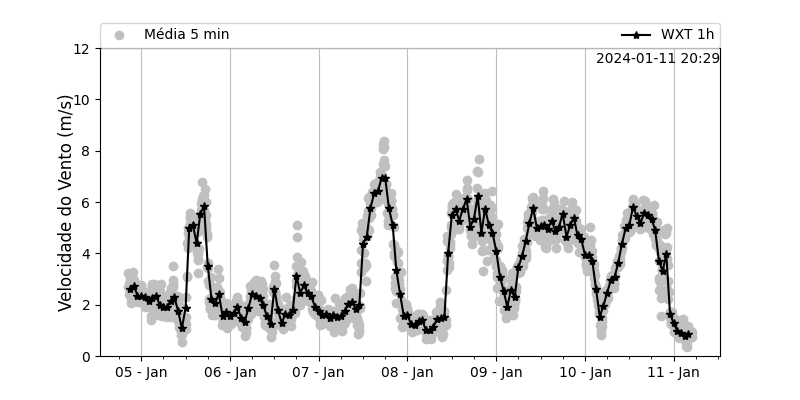 Média 5 min
WXT 1h
2024-01-11 20:29
Velocidade do Vento (m/s)
12
10
8
6
4
2
0
05 - Jan 06 - Jan 07 - Jan 08 - Jan 09 - Jan 10 - Jan 11 - Jan